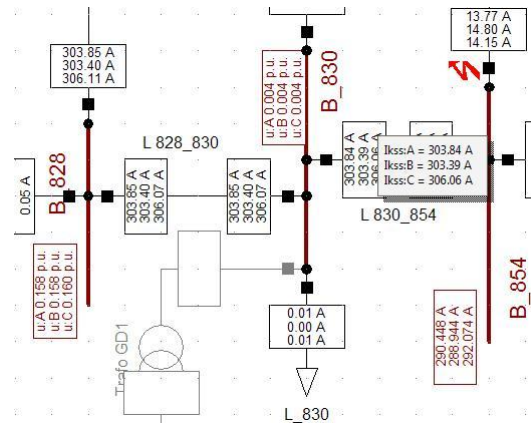 303.85 A
303.40 A
306.11 A
u:A 0.004 p.u.
u:B 0.004 p.u.
u:C 0.004 p.u.
B_830
13.77 A
14.80 A
14.15 A
L 828_830
0.05 A
B_828
303.85 A
303.40 A
306.07 A
303.85 A
303.40 A
306.07 A
303.84 A
303.39 A
Ikss:A = 303.84 A
Ikss:B = 303.39 A
Ikss:C = 306.06 A
L 830_854
u:A 0.158 p.u.
u:B 0.158 p.u.
u:C 0.160 p.u.
Trafo GD1
0.01 A
0.00 A
0.01 A
290.448 A
288.944 A
292.074 A
B_854
L_830